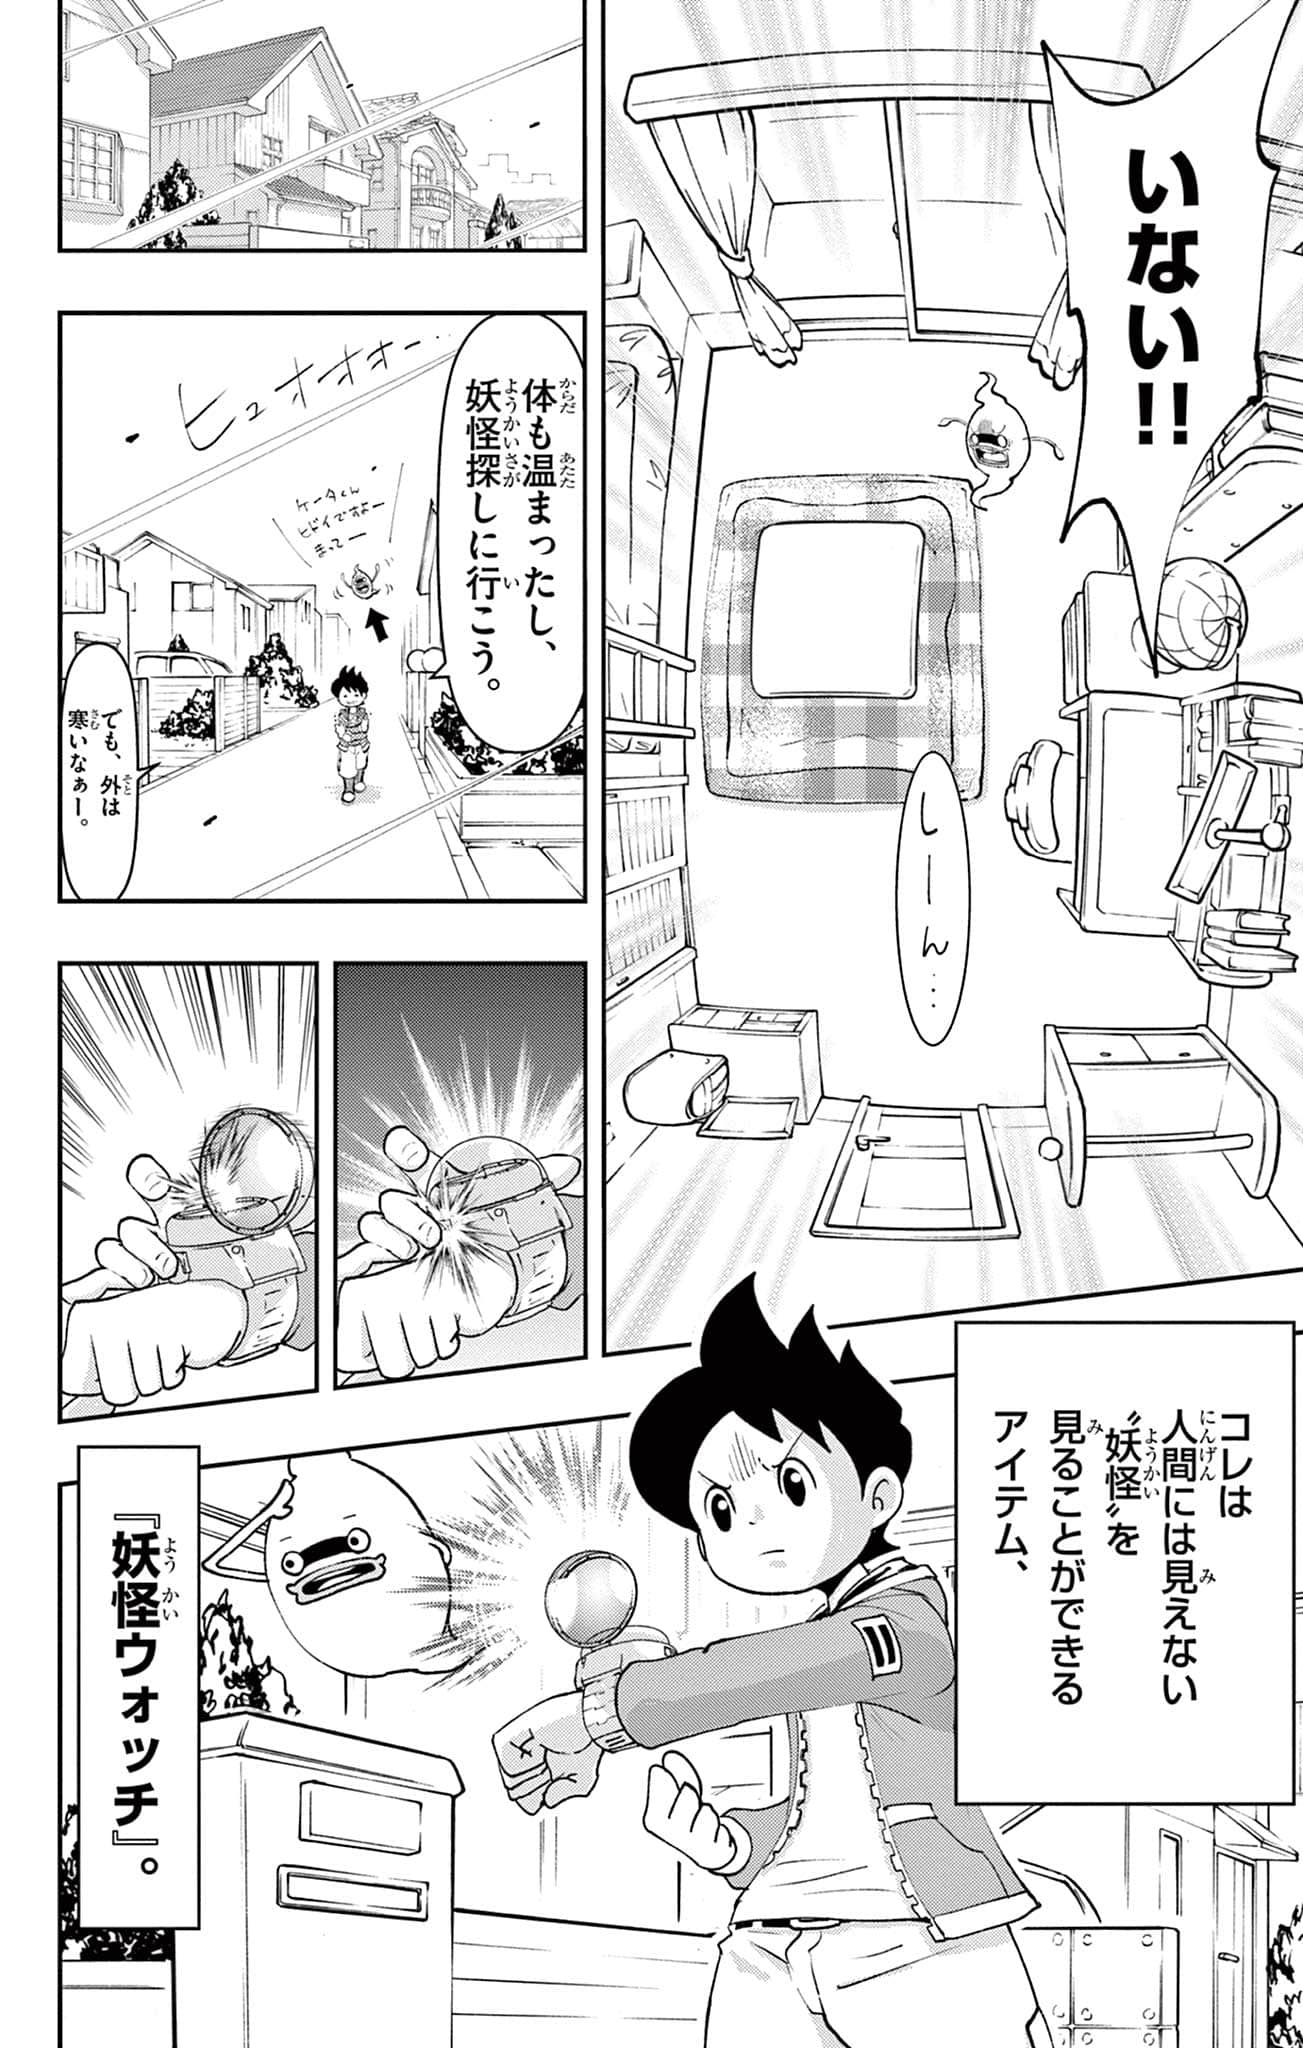 いない!!
しーん…
体も温まったし、
妖怪探しに行こう。
ヒュオオオー…
ケータくん
ヒドイですよー
まってー
でも、外は
寒いなぁー。
コレは
人間には見えない
〝妖怪〟を
見ることができる
アイテム、
『妖怪ウォッチ』。